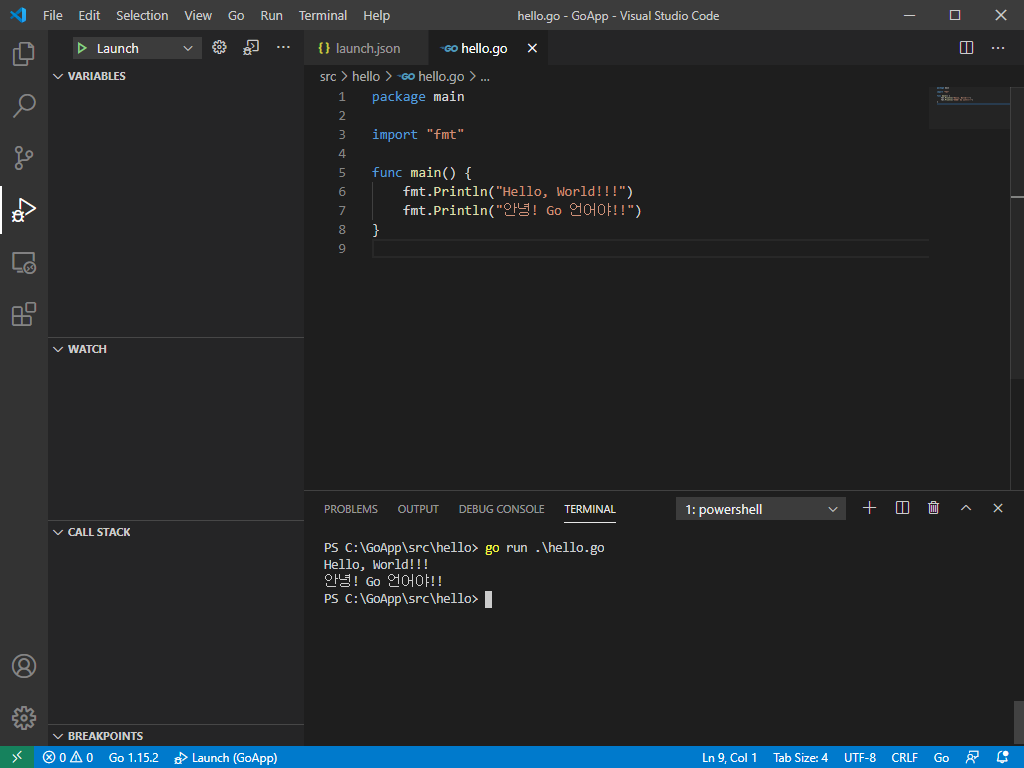 File Edit Selection View Go Run Terminal Help hello.go - GoApp - Visual Studio Code
Launch
{} launch.json
GO hello.go
VARIABLES
WATCH
CALL STACK
BREAKPOINTS
src > hello > GO hello.go > ...
1 package main
2
3 import "fmt"
4
5 func main() {
6 fmt.Println("Hello, World!!!")
7 fmt.Println("안녕! Go 언어야!!")
8 }
9
PROBLEMS OUTPUT DEBUG CONSOLE TERMINAL 1: powershell
PS C:\GoApp\src\hello> go run .\hello.go
Hello, World!!!
안녕! Go 언어야!!
PS C:\GoApp\src\hello>
0 0 Go 1.15.2 Launch (GoApp) Ln 9, Col 1 Tab Size: 4 UTF-8 CRLF Go